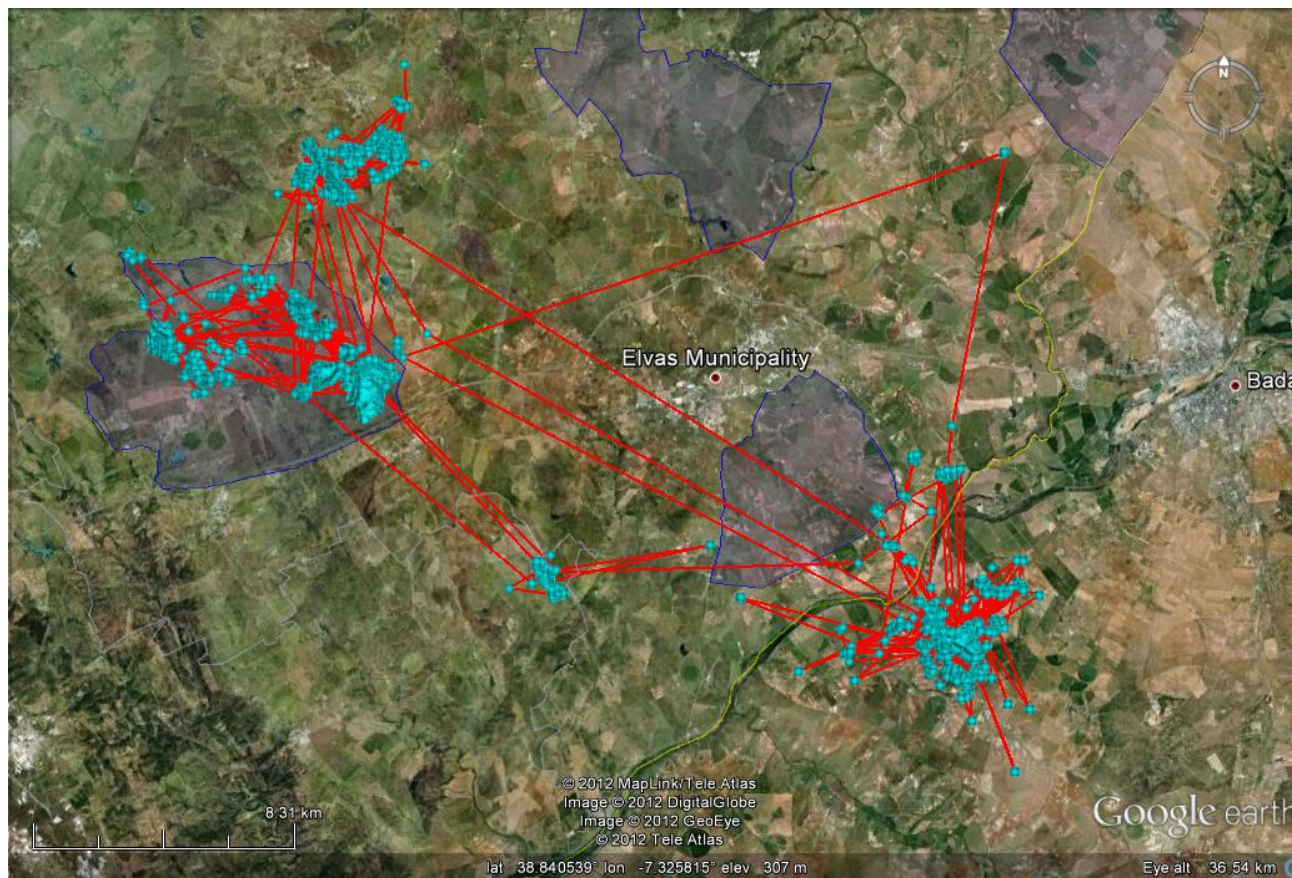 N
Elvas Municipality
Bada
© 2012 MapLink/Tele Atlas
Image © 2012 DigitalGlobe
Image © 2012 GeoEye
© 2012 Tele Atlas
8.31 km
Google earth
lat 38.840539° lon -7.325815° elev 307 m
Eye alt 36.54 km